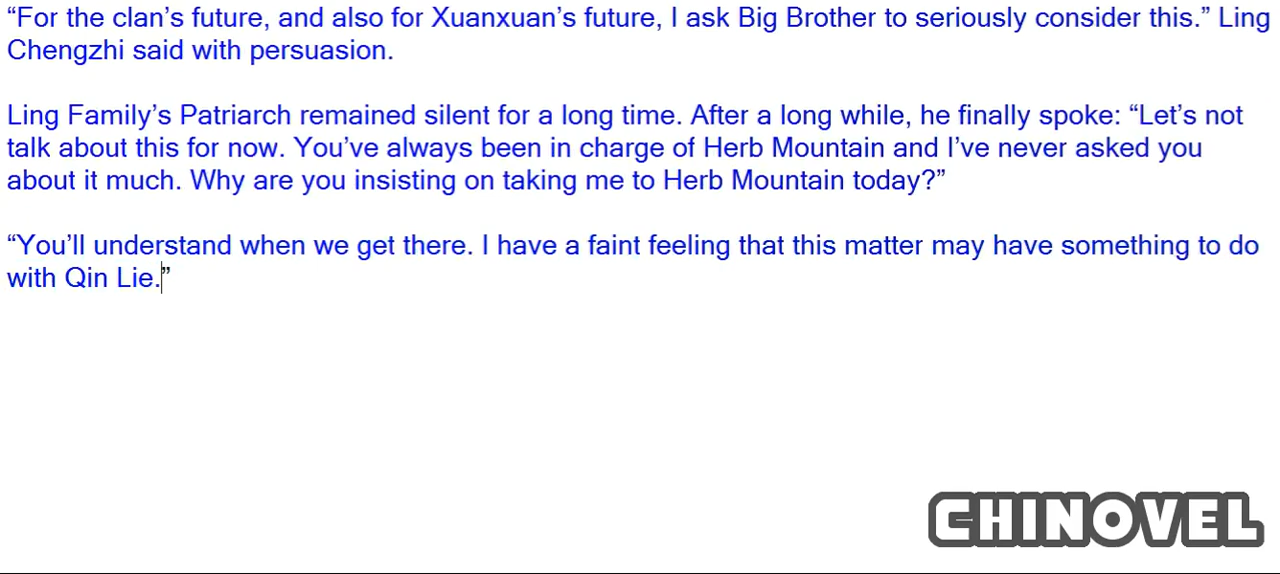 “For the clan’s future, and also for Xuanxuan’s future, I ask Big Brother to seriously consider this.” Ling
Chengzhi said with persuasion.
Ling Family’s Patriarch remained silent for a long time. After a long while, he finally spoke: “Let’s not
talk about this for now. You’ve always been in charge of Herb Mountain and I’ve never asked you
about it much. Why are you insisting on taking me to Herb Mountain today?”
“You’ll understand when we get there. I have a faint feeling that this matter may have something to do
with Qin Lie.”
CHINOVEL